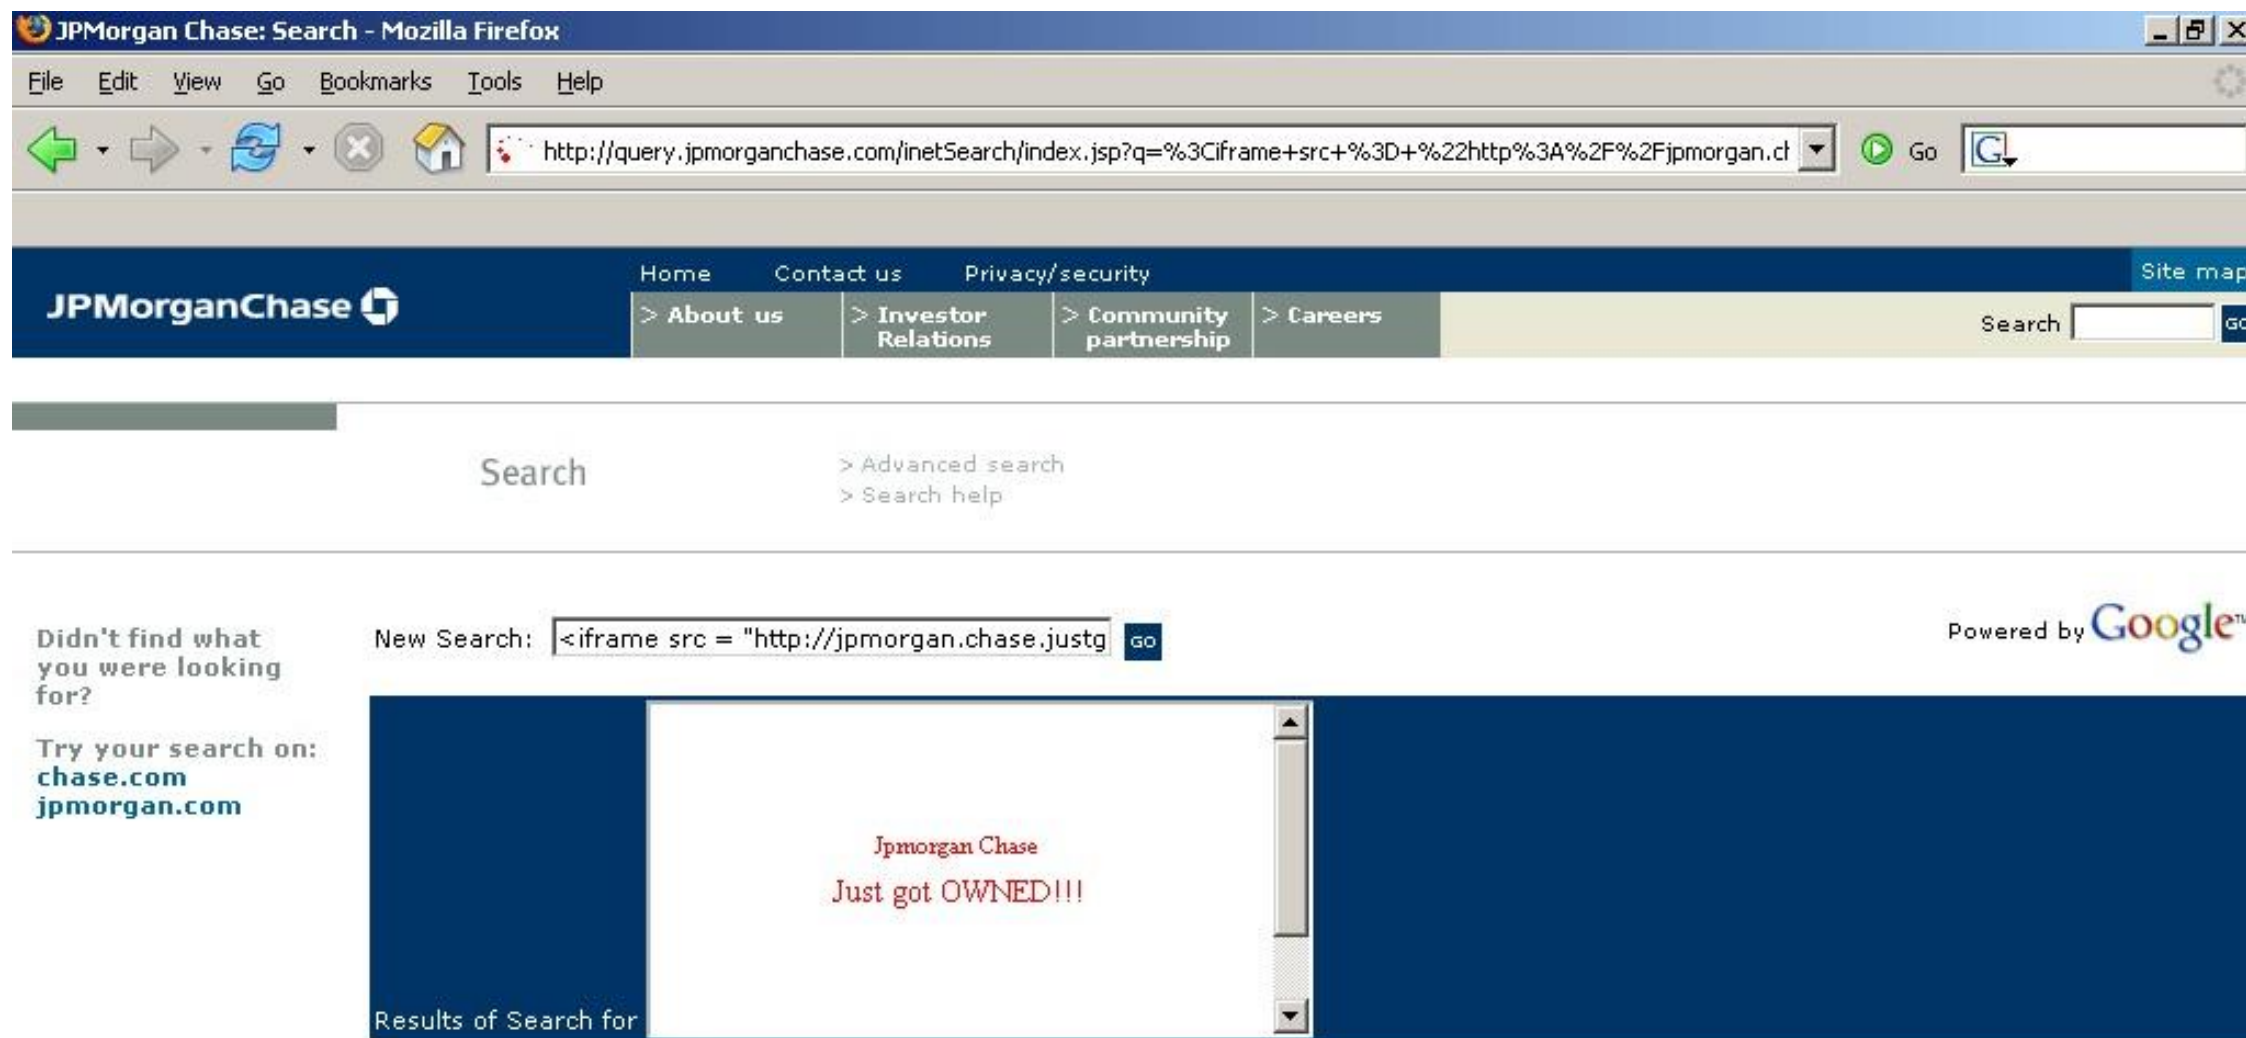 JPMorgan Chase: Search - Mozilla Firefox
File Edit View Go Bookmarks Tools Help
http://query.jpmorganchase.com/inetSearch/index.jsp?q=%3Ciframe+src+%3D+%22http%3A%2F%2Fjpmorgan.ch Go G
Home Contact us Privacy/security Site map
JPMorganChase
> About us > Investor Relations > Community partnership > Careers
Search GO
Search
> Advanced search
> Search help
Didn't find what
you were looking
for?
Try your search on:
chase.com
jpmorgan.com
New Search: <iframe src = "http://jpmorgan.chase.justg GO
Powered by Google™
Jpmorgan Chase
Just got OWNED!!!
Results of Search for